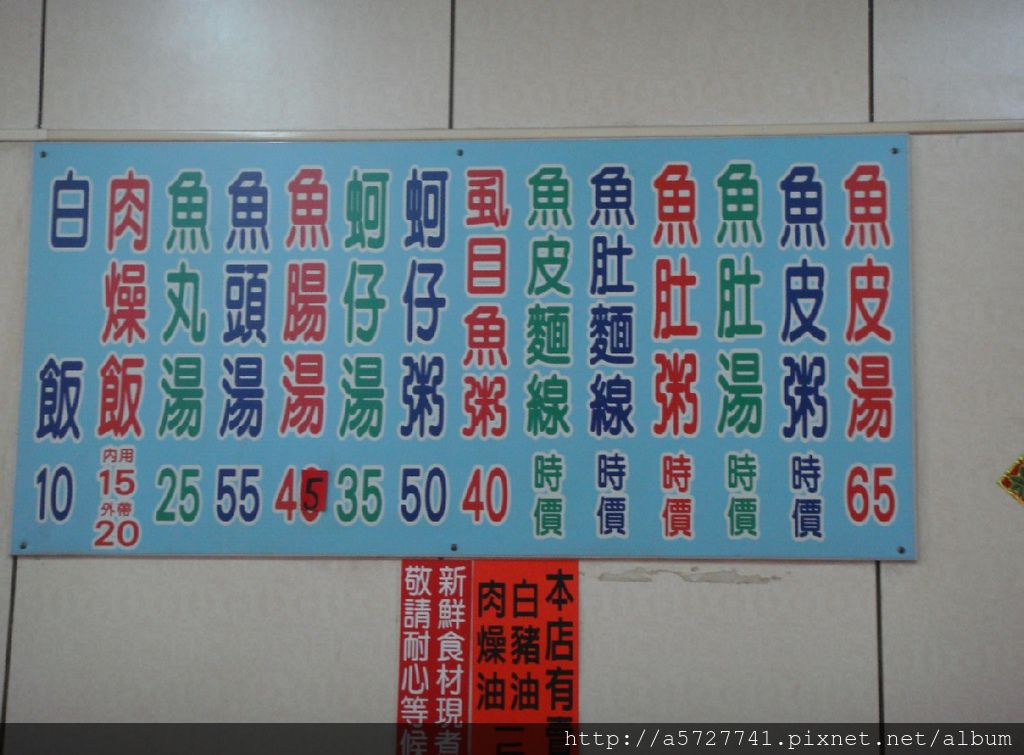 魚皮湯 65
魚皮粥 時價
魚肚湯 時價
魚肚粥 時價
魚肚麵線 時價
魚皮麵線 時價
虱目魚粥 40
蚵仔粥 50
蚵仔湯 35
魚腸湯 45
魚頭湯 55
魚丸湯 25
肉燥飯 內用 15 外帶 20
白飯 10
本店有賣
白豬油
肉燥油
新鮮食材現煮
敬請耐心等候
http://a5727741.pixnet.net/album